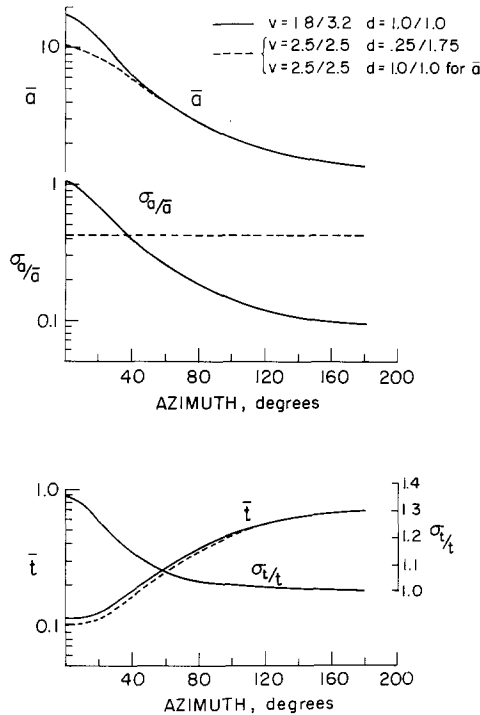 v = 1.8/3.2 d = 1.0/1.0
v = 2.5/2.5 d = .25/1.75
v = 2.5/2.5 d = 1.0/1.0 for a̅
10
a̅
a̅
1
σa/a̅
σa/a̅
0.1
40 80 120 160 200
AZIMUTH, degrees
1.0
t̅
0.1
t̅
σt/t
1.4
1.3
1.2
1.1
1.0
σt/t
40 80 120 160 200
AZIMUTH, degrees